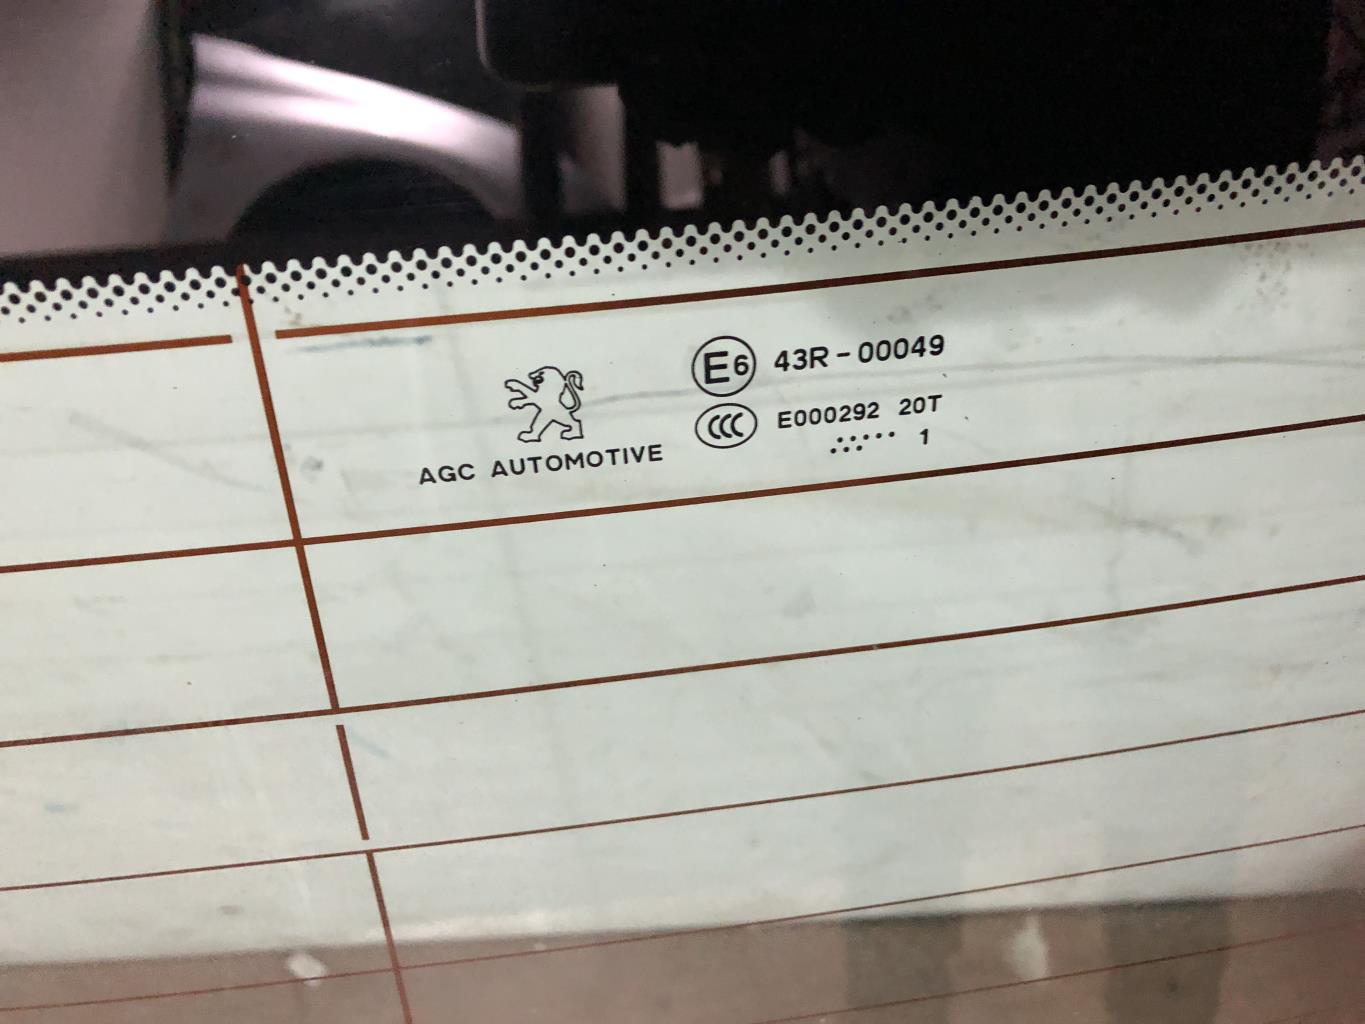 AGC AUTOMOTIVE
E6 43R-00049
CCC E000292 20T
1